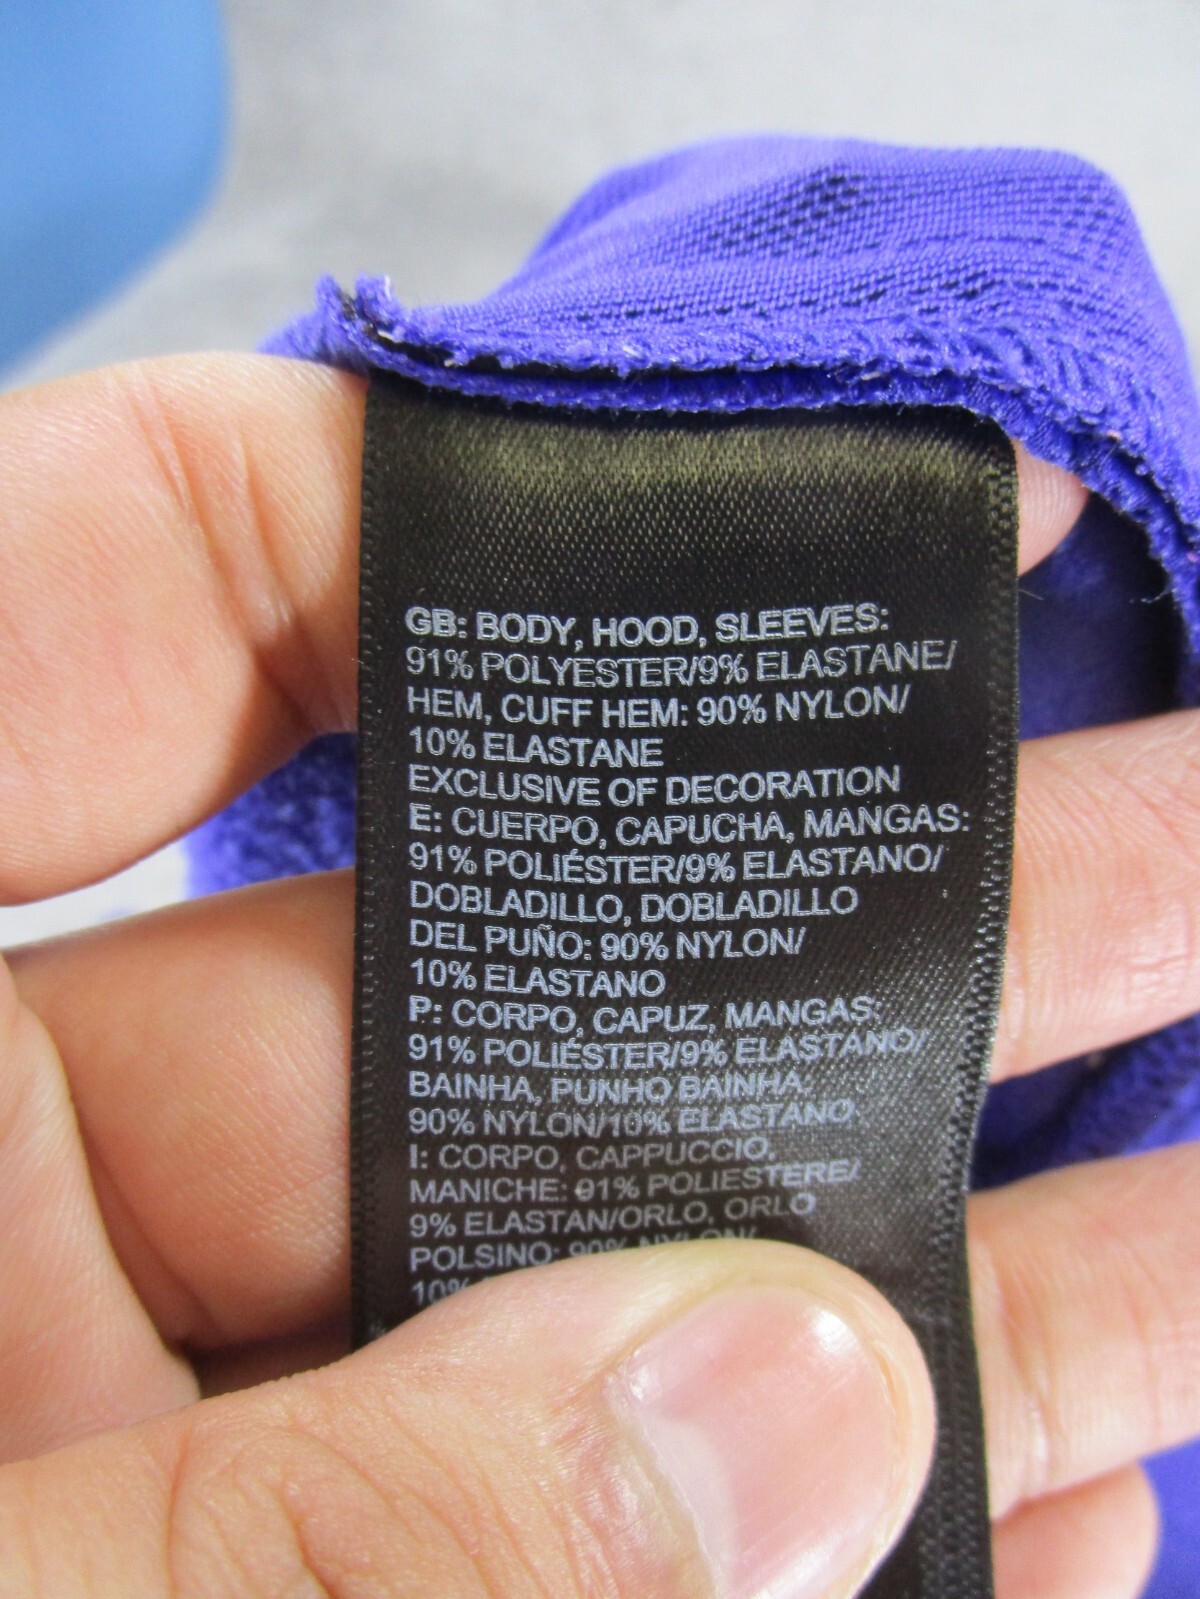 GB: BODY, HOOD, SLEEVES:
91% POLYESTER/9% ELASTANE/
HEM, CUFF HEM: 90% NYLON/
10% ELASTANE
EXCLUSIVE OF DECORATION
E: CUERPO, CAPUCHA, MANGAS:
91% POLIÉSTER/9% ELASTANO/
DOBLADILLO, DOBLADILLO
DEL PUÑO: 90% NYLON/
10% ELASTANO
P: CORPO, CAPUZ, MANGAS:
91% POLIÉSTER/9% ELASTANO/
BAINHA, PUNHO BAINHA:
90% NYLON/10% ELASTANO
I: CORPO, CAPPUCCIO,
MANICHE: 91% POLIESTERE/
9% ELASTAN/ORLO, ORLO
POLSINO: 90% NYLON/
10%